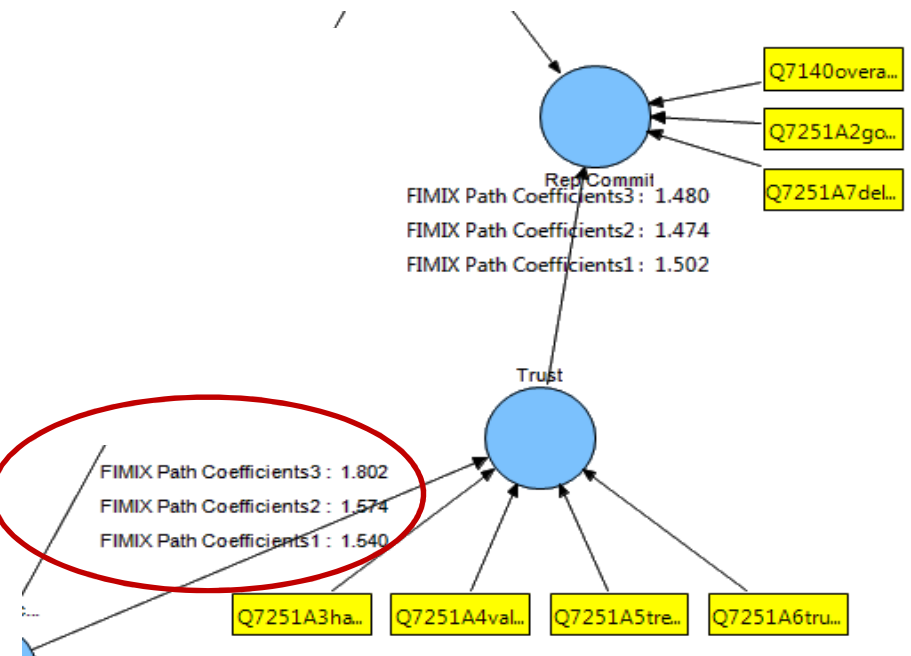 Q7140overa...
Q7251A2go...
Q7251A7del...
Rep Commit
FIMIX Path Coefficients3 : 1.480
FIMIX Path Coefficients2 : 1.474
FIMIX Path Coefficients1 : 1.502
Trust
FIMIX Path Coefficients3 : 1.802
FIMIX Path Coefficients2 : 1.574
FIMIX Path Coefficients1 : 1.540
Q7251A3ha...
Q7251A4val...
Q7251A5tre...
Q7251A6tru...